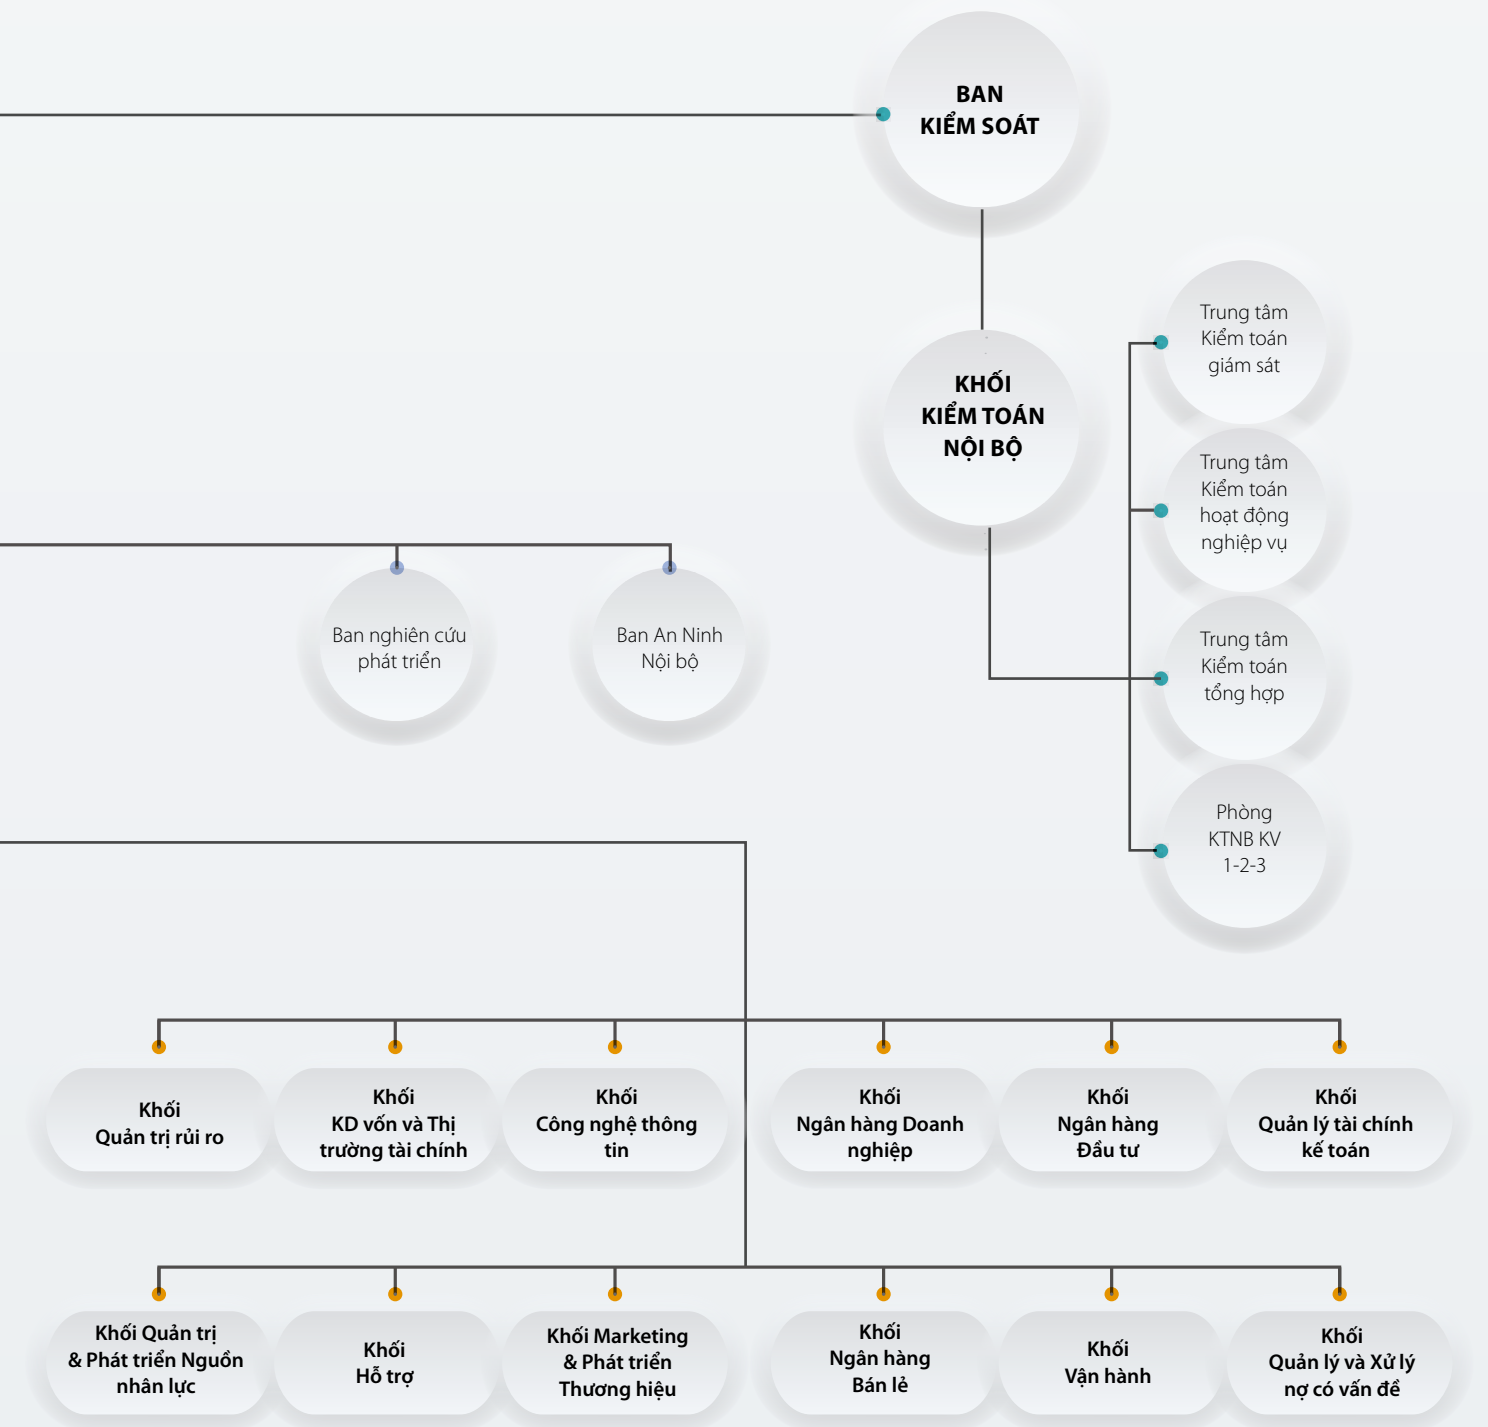 BAN
KIỂM SOÁT
KHỐI
KIỂM TOÁN
NỘI BỘ
Trung tâm
Kiểm toán
giám sát
Trung tâm
Kiểm toán
hoạt động
nghiệp vụ
Trung tâm
Kiểm toán
tổng hợp
Phòng
KTNB KV
1-2-3
Ban nghiên cứu
phát triển
Ban An Ninh
Nội bộ
Khối
Quản trị rủi ro
Khối
KD vốn và Thị
trường tài chính
Khối
Công nghệ thông
tin
Khối
Ngân hàng Doanh
nghiệp
Khối
Ngân hàng
Đầu tư
Khối
Quản lý tài chính
kế toán
Khối Quản trị
& Phát triển Nguồn
nhân lực
Khối
Hỗ trợ
Khối Marketing
& Phát triển
Thương hiệu
Khối
Ngân hàng
Bán lẻ
Khối
Vận hành
Khối
Quản lý và Xử lý
nợ có vấn đề